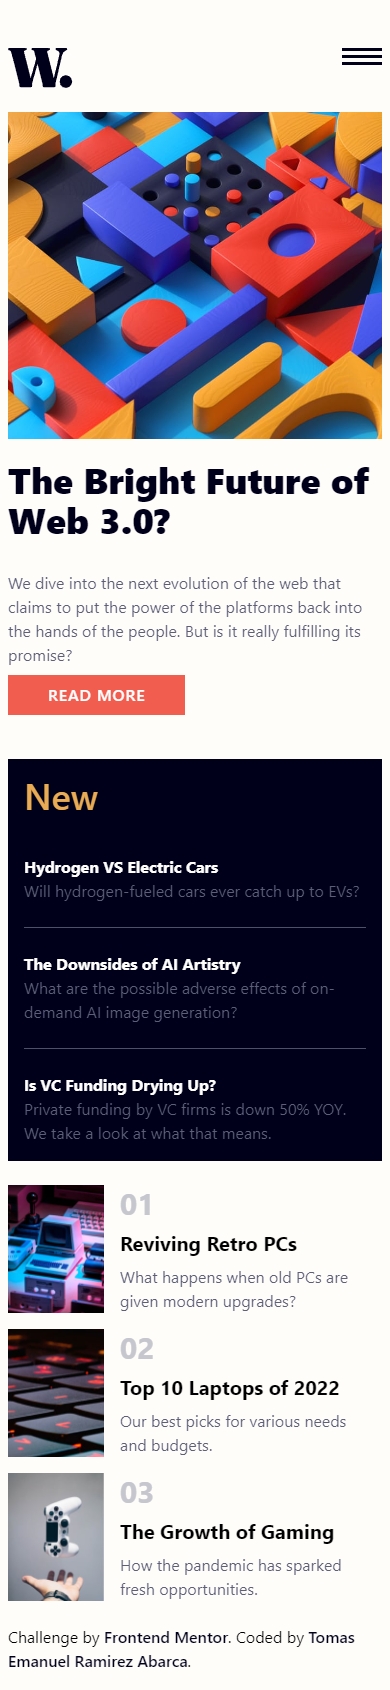 W.
The Bright Future of
Web 3.0?
We dive into the next evolution of the web that
claims to put the power of the platforms back into
the hands of the people. But is it really fulfilling its
promise?
READ MORE
New
Hydrogen VS Electric Cars
Will hydrogen-fueled cars ever catch up to EVs?
The Downsides of AI Artistry
What are the possible adverse effects of on-
demand AI image generation?
Is VC Funding Drying Up?
Private funding by VC firms is down 50% YOY.
We take a look at what that means.
01
Reviving Retro PCs
What happens when old PCs are
given modern upgrades?
02
Top 10 Laptops of 2022
Our best picks for various needs
and budgets.
03
The Growth of Gaming
How the pandemic has sparked
fresh opportunities.
Challenge by Frontend Mentor. Coded by Tomas
Emanuel Ramirez Abarca.